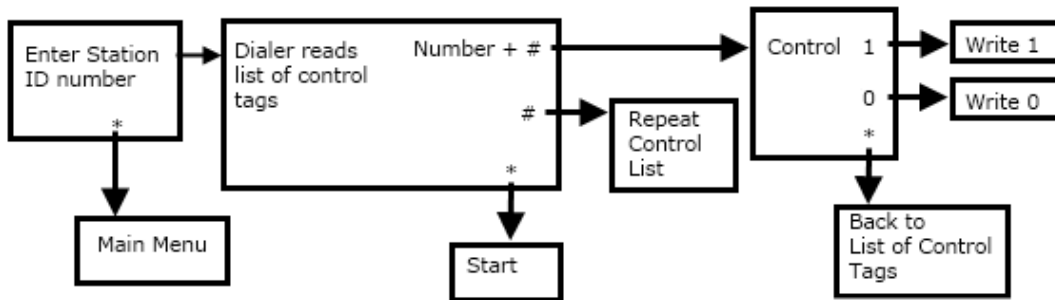 Enter Station
ID number
*
Main Menu
Dialer reads
list of control
tags
Number + #
#
*
Repeat
Control
List
Start
Control
1
0
*
Write 1
Write 0
Back to
List of Control
Tags